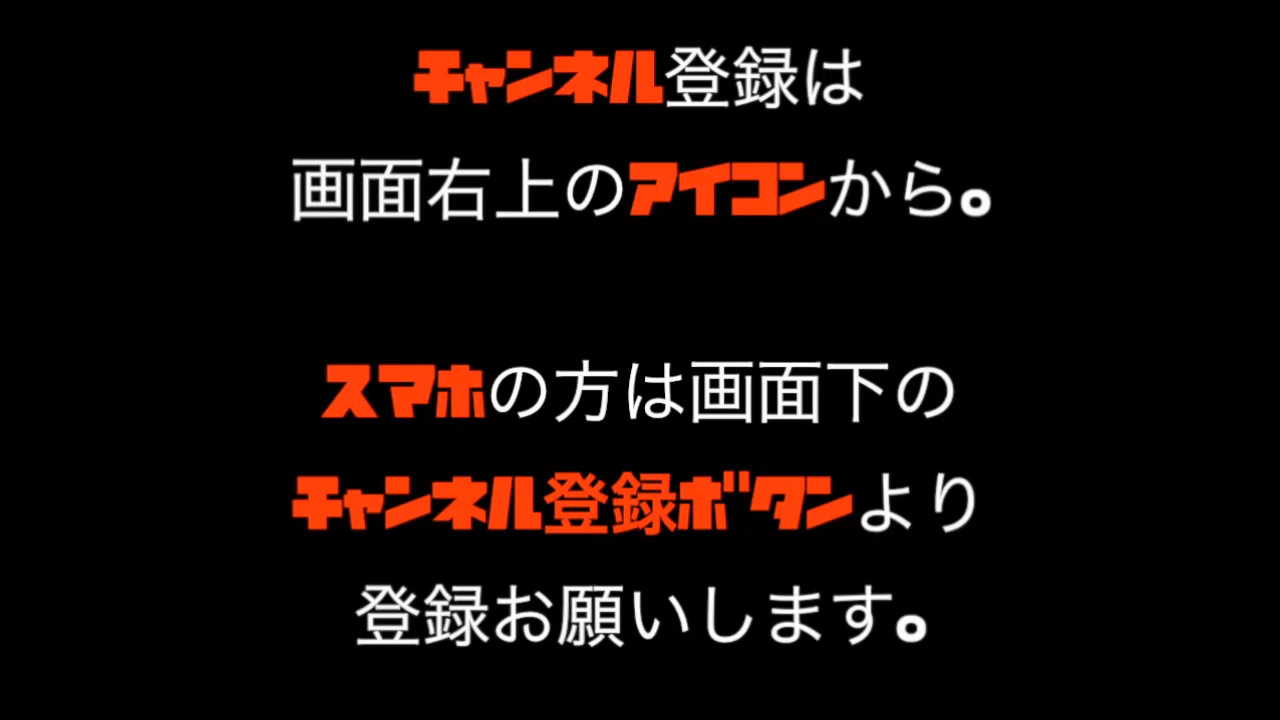 チャンネル登録は
画面右上のアイコンから。
スマホの方は画面下の
チャンネル登録ボタンより
登録お願いします。